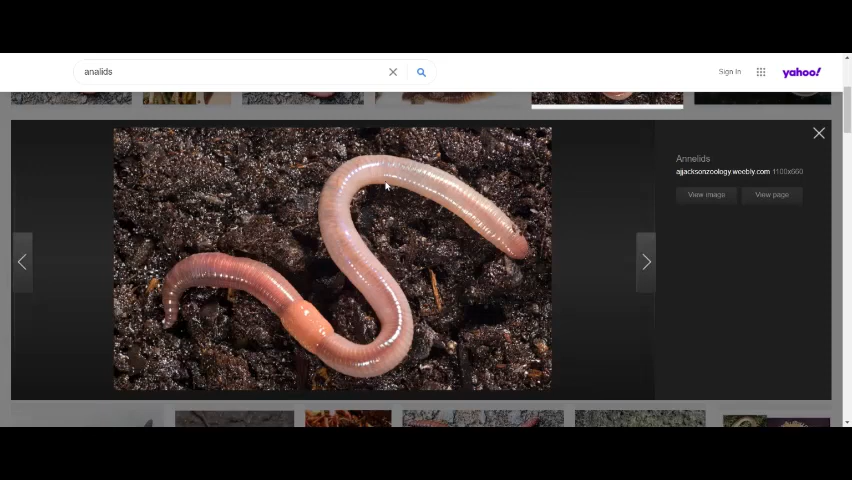 analids
Sign In
yahoo!
Annelids
ajjacksonzoology.weebly.com 1100x660
View image View page